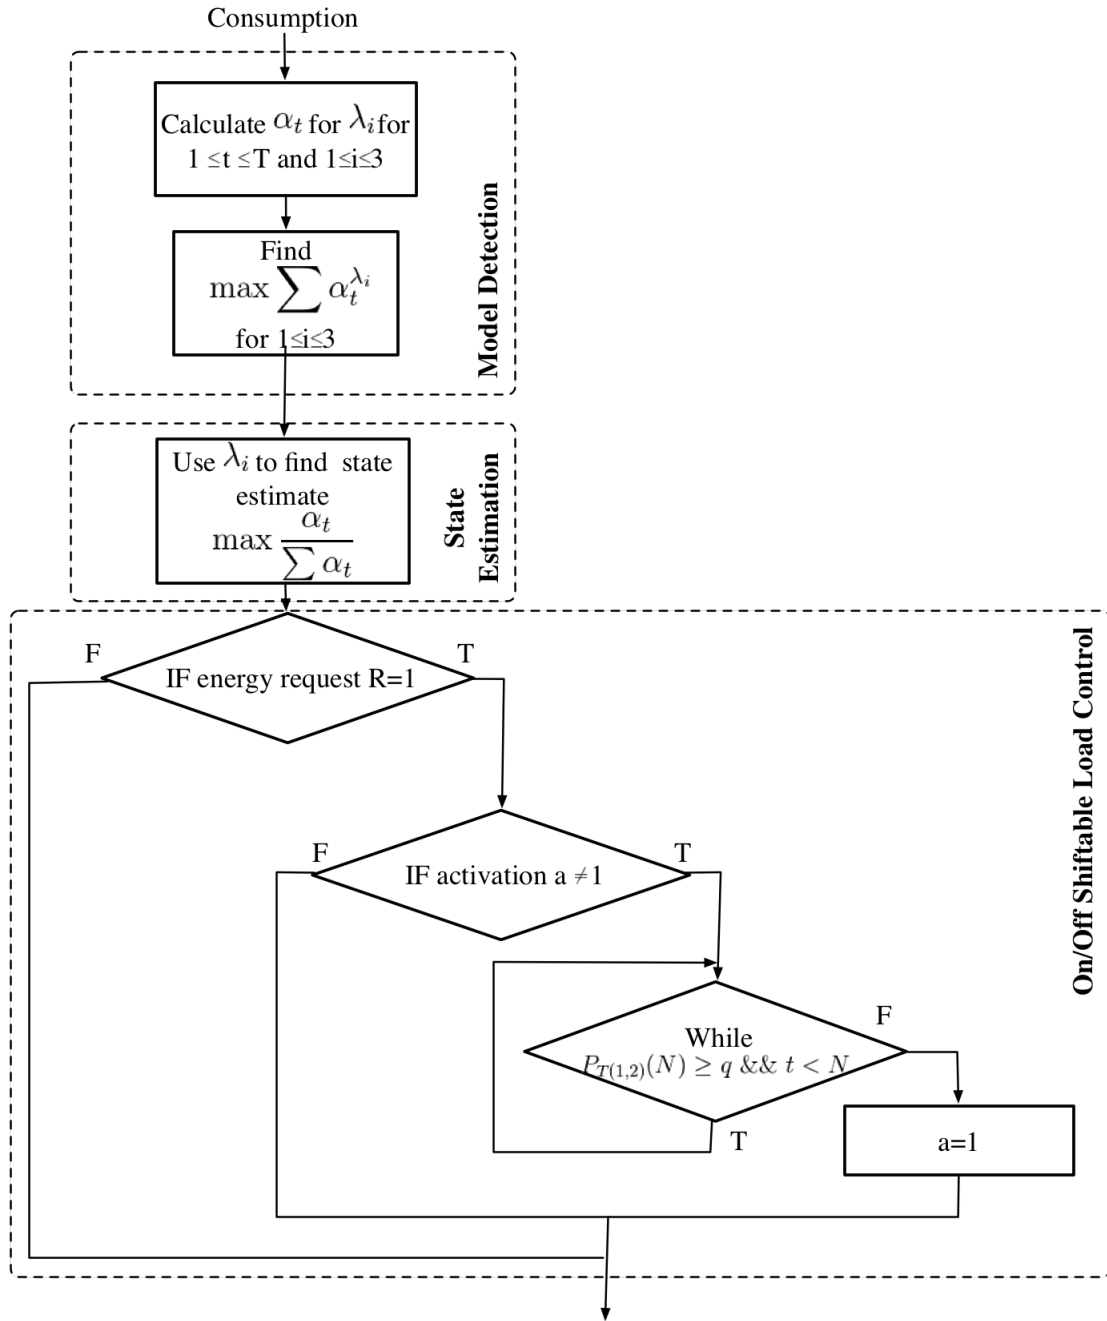 Consumption
Calculate αₜ for λᵢ for
1 ≤t ≤T and 1≤i≤3
Find
max ∑ αₜ^λᵢ
for 1≤i≤3
Model Detection
Use λᵢ to find state
estimate
max αₜ / ∑ αₜ
State
Estimation
F
T
IF energy request R=1
On/Off Shiftable Load Control
F
T
IF activation a ≠1
F
While
P_T(1,2)(N) ≥ q && t < N
T
a=1